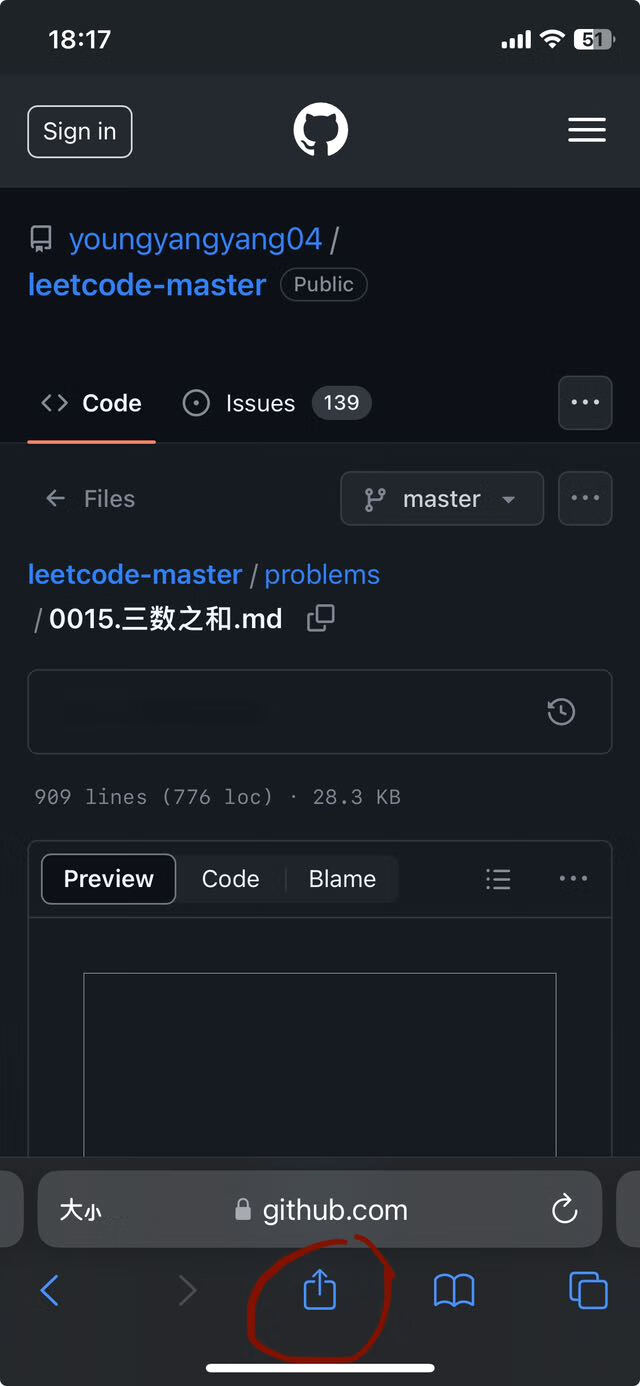 18:17
51
Sign in
youngyangyang04 /
leetcode-master Public
Code Issues 139
Files master
leetcode-master / problems
/ 0015.三数之和.md
909 lines (776 loc) · 28.3 KB
Preview Code Blame
大小 github.com